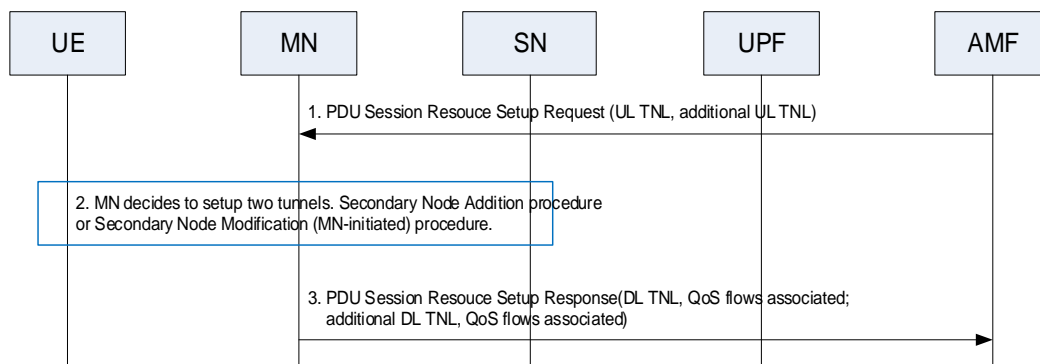 UE MN SN UPF AMF
1. PDU Session Resouce Setup Request (UL TNL, additional UL TNL)
2. MN decides to setup two tunnels. Secondary Node Addition procedure
or Secondary Node Modification (MN-initiated) procedure.
3. PDU Session Resouce Setup Response(DL TNL, QoS flows associated;
additional DL TNL, QoS flows associated)